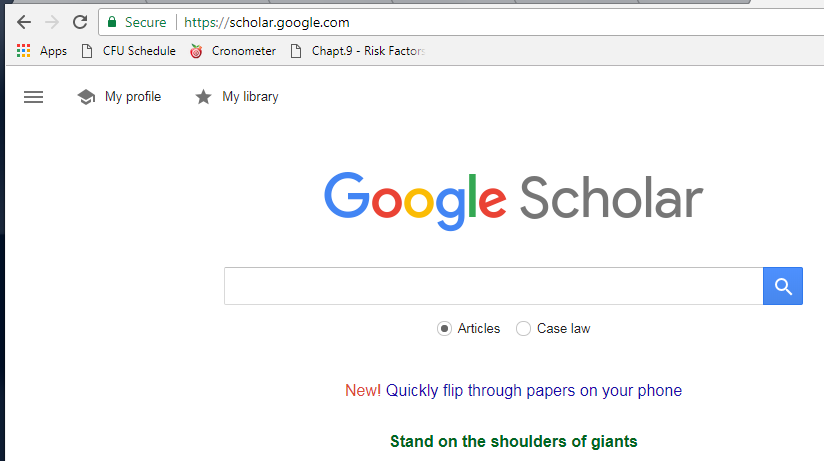 Secure https://scholar.google.com
Apps CFU Schedule Cronometer Chapt.9 - Risk Factors
My profile My library
Google Scholar
Articles Case law
New! Quickly flip through papers on your phone
Stand on the shoulders of giants